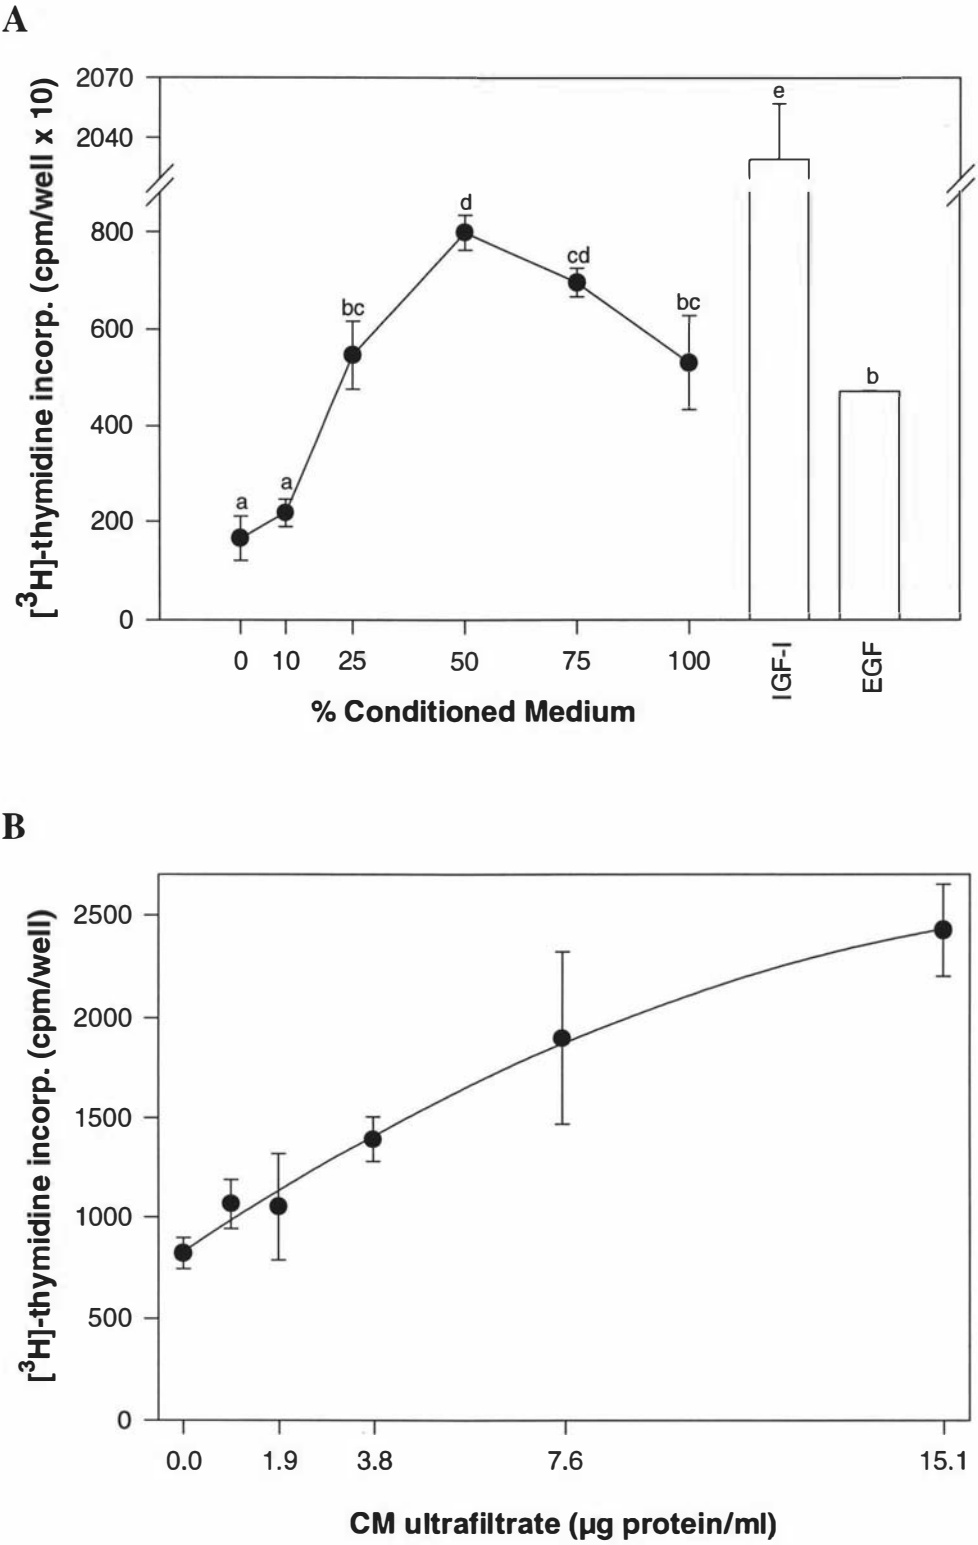 A
[³H]-thymidine incorp. (cpm/well x 10)
2070
2040
800
600
400
200
0
a
a
bc
d
cd
bc
e
b
0 10 25 50 75 100 IGF-I EGF
% Conditioned Medium
B
[³H]-thymidine incorp. (cpm/well)
2500
2000
1500
1000
500
0
0.0 1.9 3.8 7.6 15.1
CM ultrafiltrate (µg protein/ml)